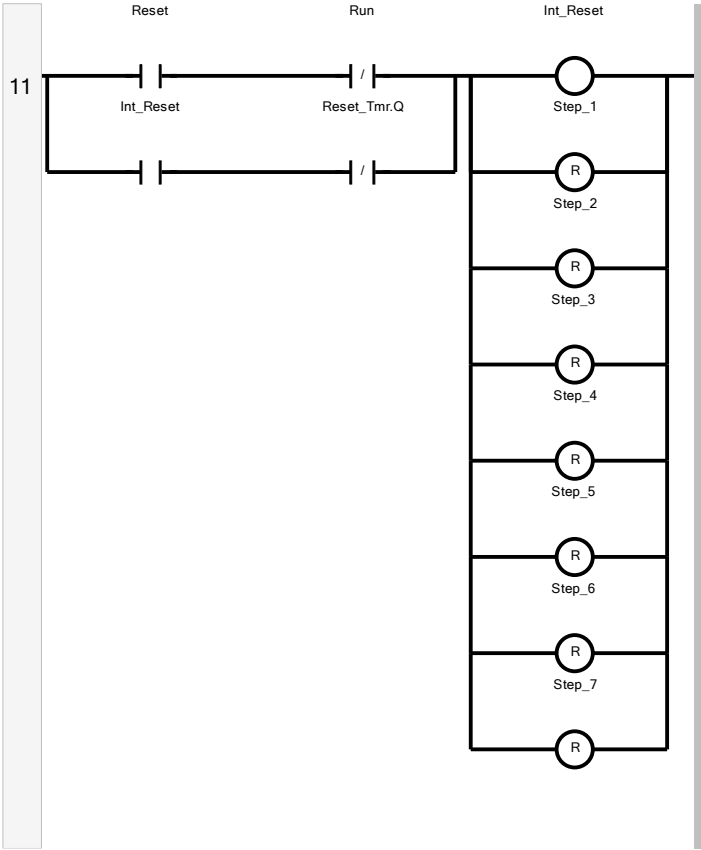 Reset Run Int_Reset
11
/
Int_Reset Reset_Tmr.Q Step_1
/ R
Step_2
R
Step_3
R
Step_4
R
Step_5
R
Step_6
R
Step_7
R